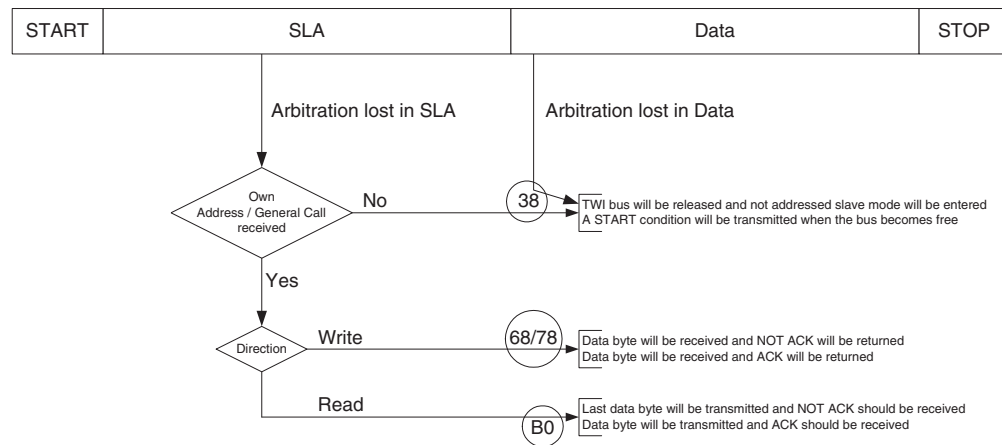 START SLA Data STOP
Arbitration lost in SLA Arbitration lost in Data
Own
Address / General Call
received
No
38
TWI bus will be released and not addressed slave mode will be entered
A START condition will be transmitted when the bus becomes free
Yes
Direction
Write
68/78
Data byte will be received and NOT ACK will be returned
Data byte will be received and ACK will be returned
Read
B0
Last data byte will be transmitted and NOT ACK should be received
Data byte will be transmitted and ACK should be received